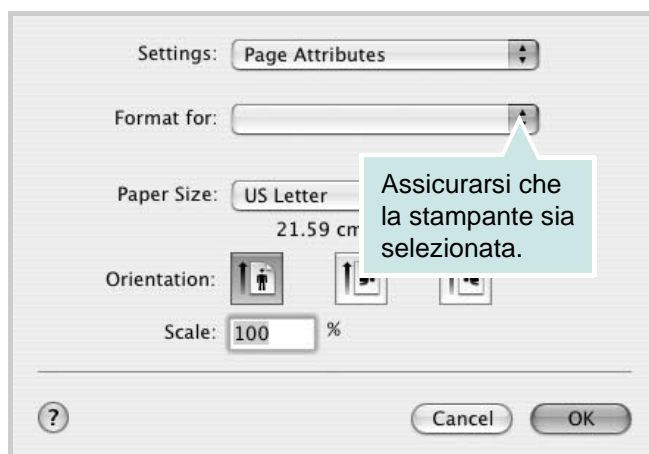 Settings: Page Attributes
Format for:
Paper Size: US Letter
21.59 cm
Assicurarsi che
la stampante sia
selezionata.
Orientation:
Scale: 100 %
? Cancel OK